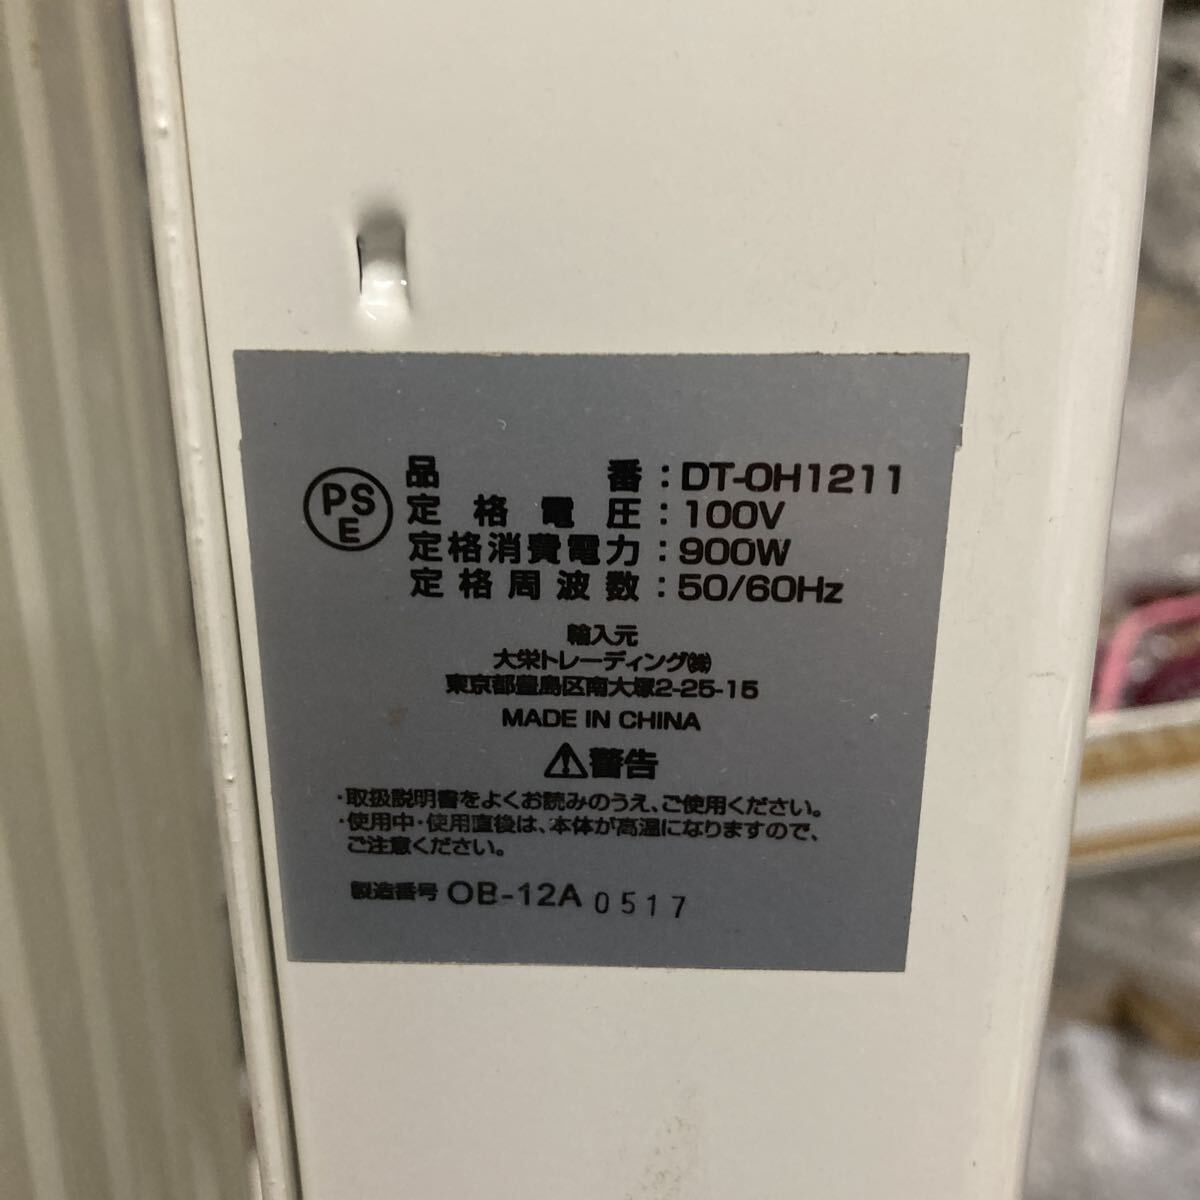 PS
E
品番：DT-OH1211
定格電圧：100V
定格消費電力：900W
定格周波数：50/60Hz
輸入元
大栄トレーディング㈱
東京都豊島区南大塚2-25-15
MADE IN CHINA
⚠警告
・取扱説明書をよくお読みのうえ、ご使用ください。
・使用中・使用直後は、本体が高温になりますので、
ご注意ください。
製造番号 OB-12A 0517